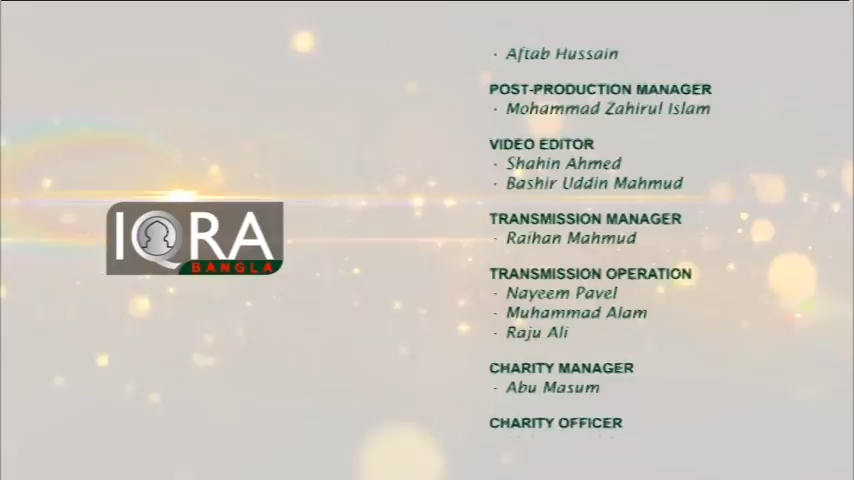 IQRA
BANGLA
- Aftab Hussain
POST-PRODUCTION MANAGER
- Mohammad Zahirul Islam
VIDEO EDITOR
- Shahin Ahmed
- Bashir Uddin Mahmud
TRANSMISSION MANAGER
- Raihan Mahmud
TRANSMISSION OPERATION
- Nayeem Pavel
- Muhammad Alam
- Raju Ali
CHARITY MANAGER
- Abu Masum
CHARITY OFFICER